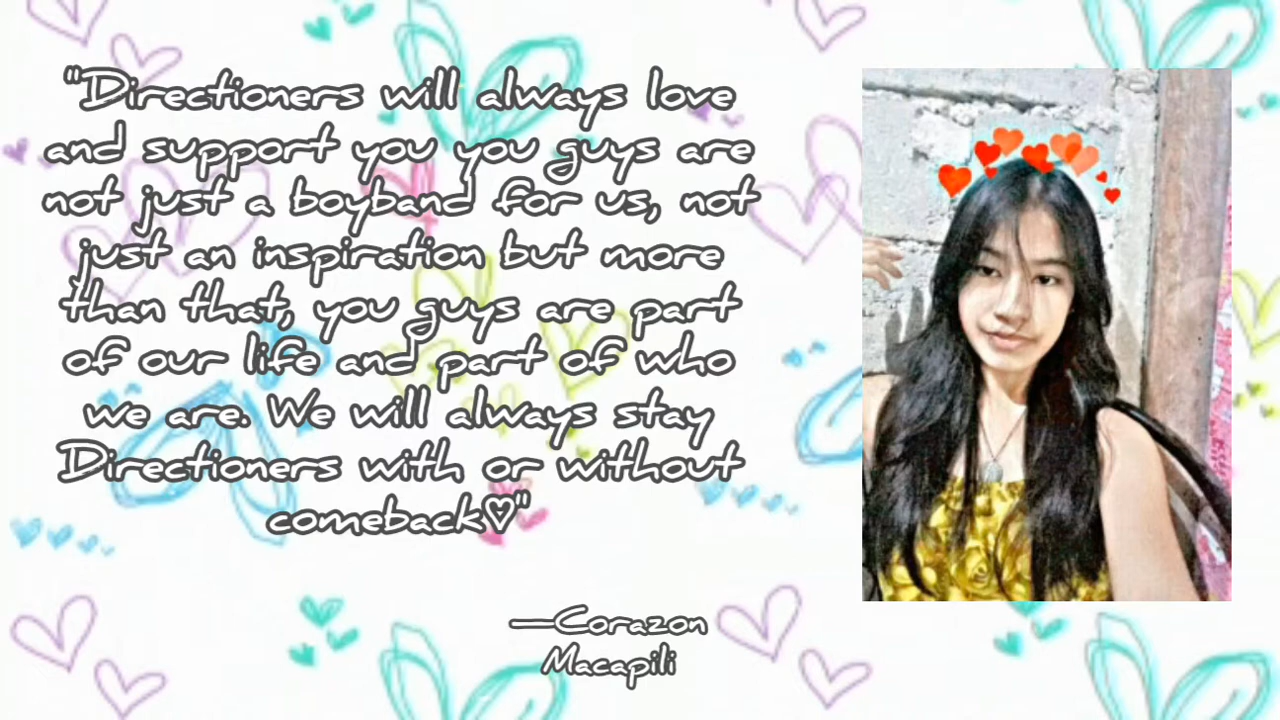 "Directioners will always love
and support you you guys are
not just a boyband for us, not
just an inspiration but more
than that, you guys are part
of our life and part of who
we are. We will always stay
Directioners with or without
comeback♡"
—Corazon
Macapili